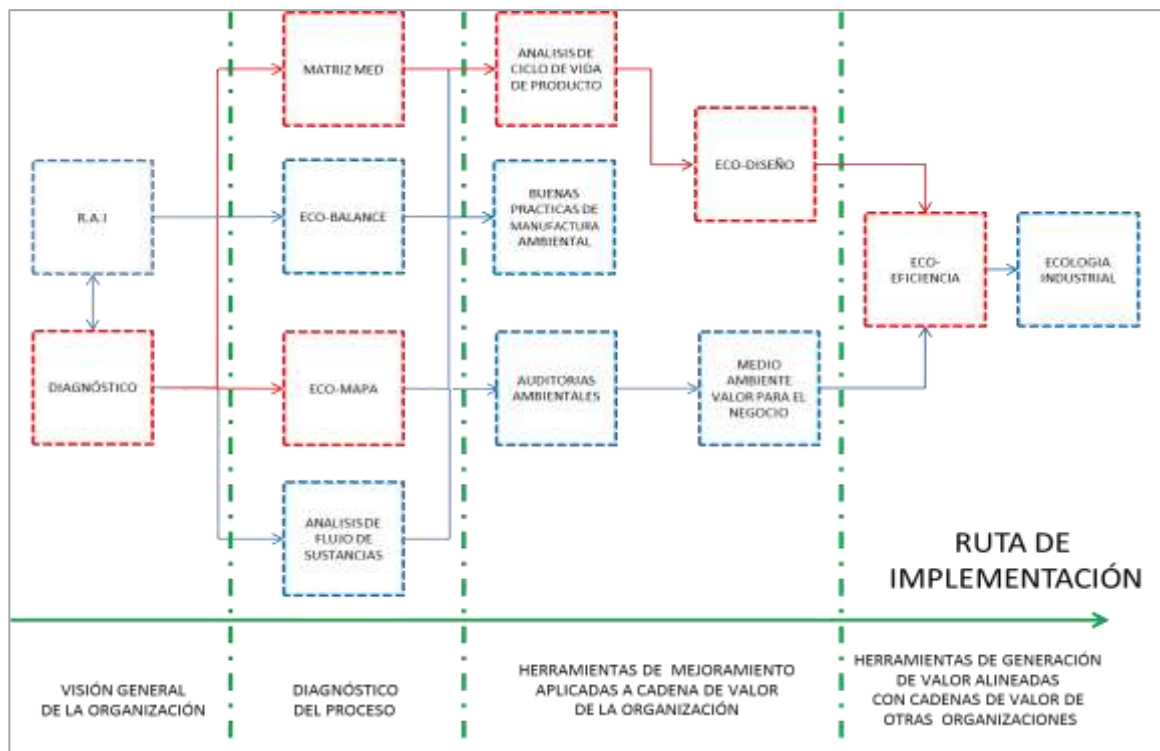 MATRIZ MED
ANALISIS DE
CICLO DE VIDA
DE PRODUCTO
ECO-DISEÑO
R.A.I
ECO-BALANCE
BUENAS
PRACTICAS DE
MANUFACTURA
AMBIENTAL
ECO-
EFICIENCIA
ECOLOGIA
INDUSTRIAL
DIAGNÓSTICO
ECO-MAPA
AUDITORIAS
AMBIENTALES
MEDIO
AMBIENTE
VALOR PARA EL
NEGOCIO
ANALISIS DE
FLUJO DE
SUSTANCIAS
RUTA DE
IMPLEMENTACIÓN
VISIÓN GENERAL
DE LA ORGANIZACIÓN
DIAGNÓSTICO
DEL PROCESO
HERRAMIENTAS DE MEJORAMIENTO
APLICADAS A CADENA DE VALOR
DE LA ORGANIZACIÓN
HERRAMIENTAS DE GENERACIÓN
DE VALOR ALINEADAS
CON CADENAS DE VALOR DE
OTRAS ORGANIZACIONES